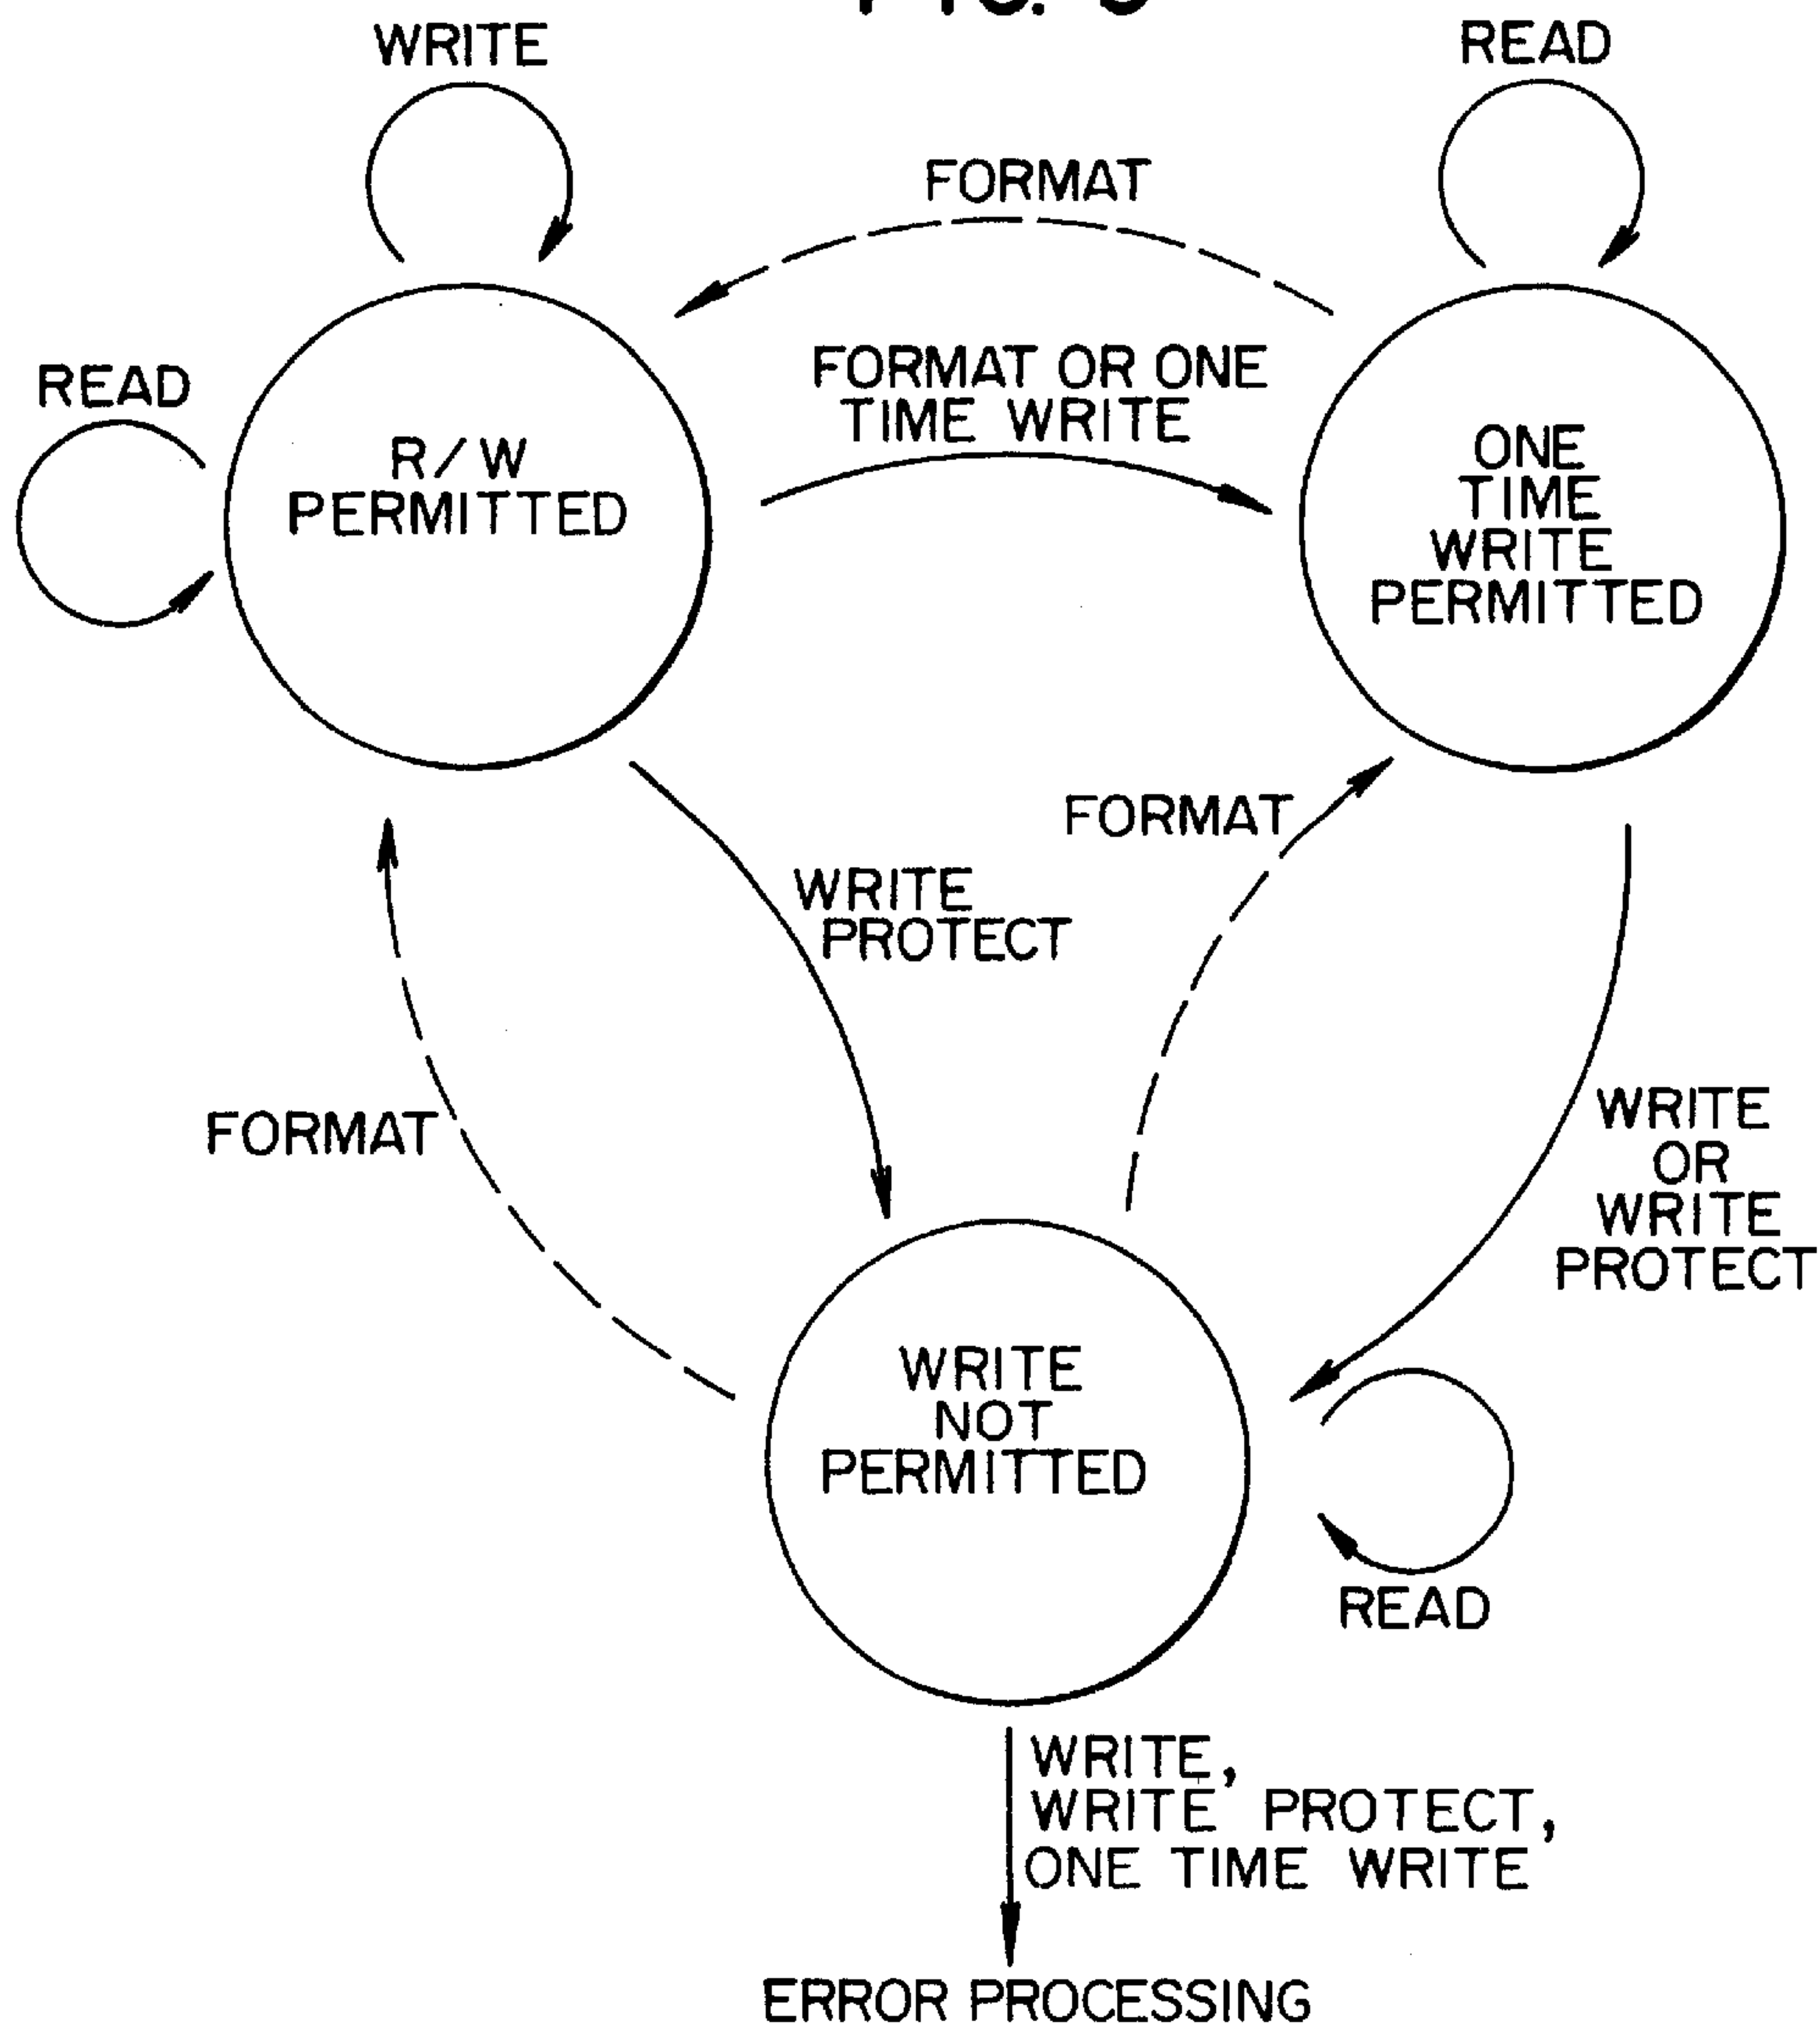 WRITE
READ
FORMAT
READ
FORMAT OR ONE
TIME WRITE
R/W
PERMITTED
ONE
TIME
WRITE
PERMITTED
FORMAT
WRITE
PROTECT
FORMAT
WRITE
OR
WRITE
PROTECT
WRITE
NOT
PERMITTED
READ
WRITE,
WRITE PROTECT,
ONE TIME WRITE
ERROR PROCESSING